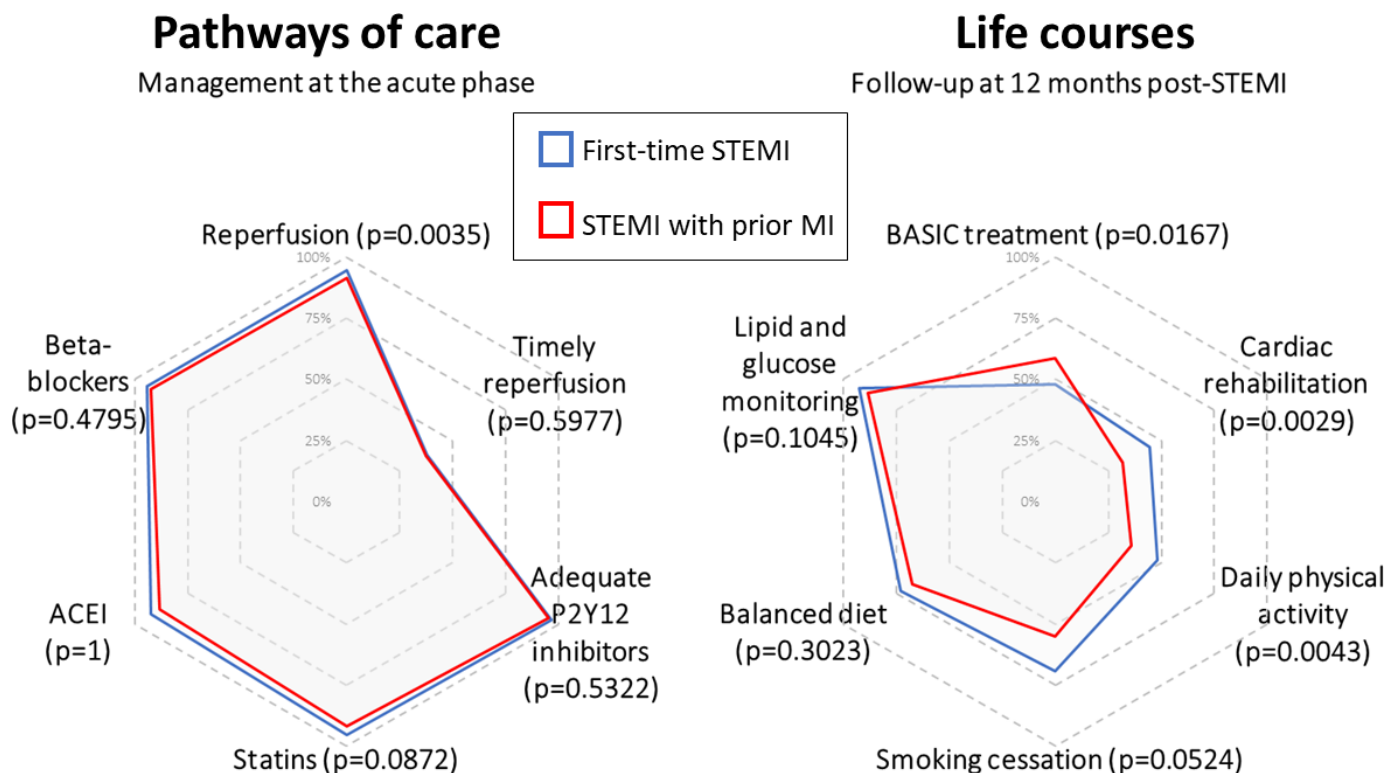 Pathways of care
Management at the acute phase
Life courses
Follow-up at 12 months post-STEMI
First-time STEMI
STEMI with prior MI
Reperfusion (p=0.0035)
100%
75%
50%
25%
0%
Timely
reperfusion
(p=0.5977)
Adequate
P2Y12
inhibitors
(p=0.5322)
Statins (p=0.0872)
ACEI
(p=1)
Beta-
blockers
(p=0.4795)
BASIC treatment (p=0.0167)
100%
75%
50%
25%
0%
Cardiac
rehabilitation
(p=0.0029)
Daily physical
activity
(p=0.0043)
Smoking cessation (p=0.0524)
Balanced diet
(p=0.3023)
Lipid and
glucose
monitoring
(p=0.1045)